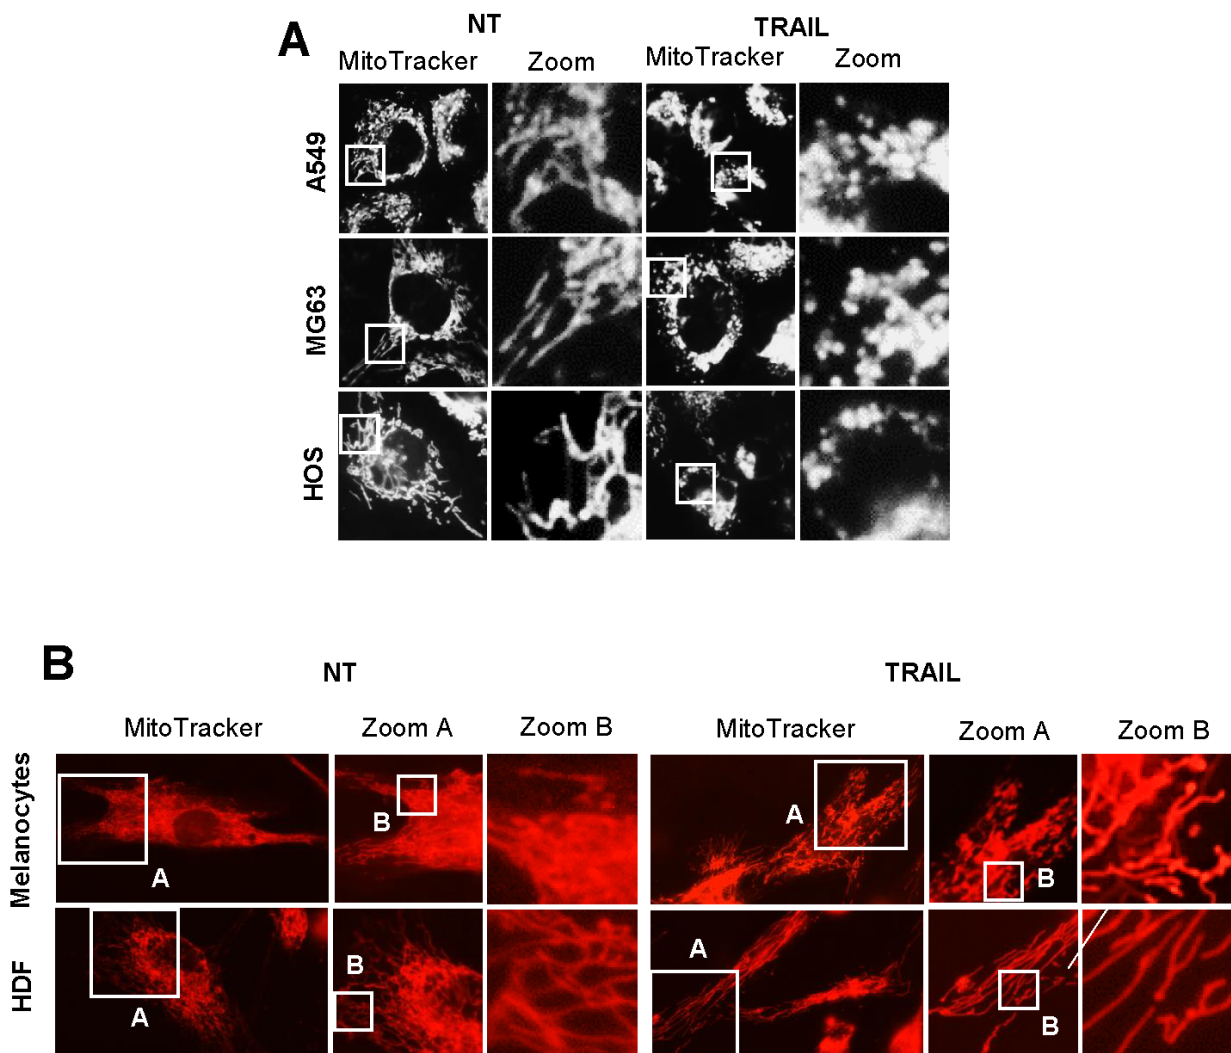 A
NT TRAIL
MitoTracker Zoom MitoTracker Zoom
A549
MG63
HOS
B
NT TRAIL
MitoTracker Zoom A Zoom B MitoTracker Zoom A Zoom B
Melanocytes
A B A B
HDF
A B A B